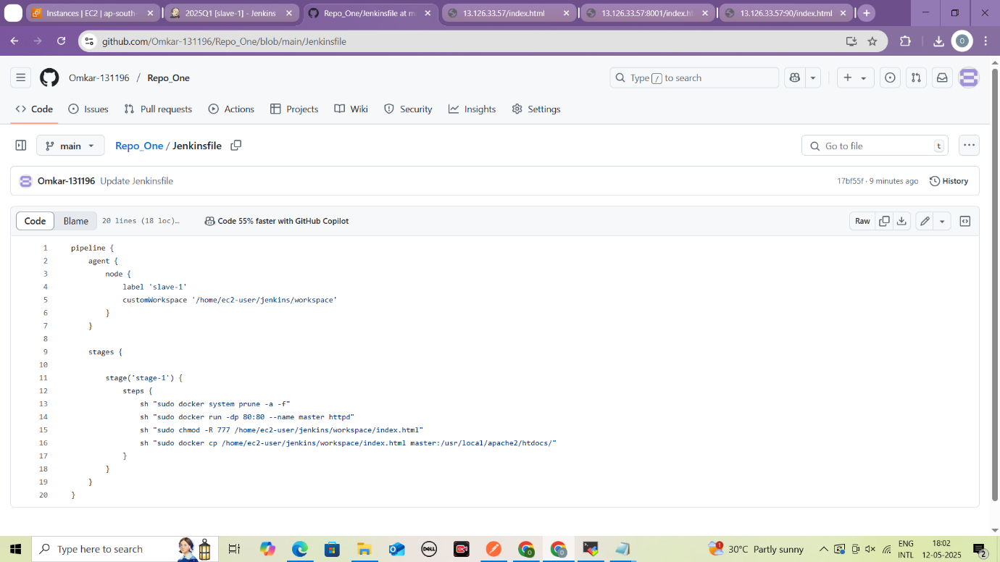 Instances | EC2 | ap-south-
2025Q1 [slave-1] - Jenkins
Repo_One/Jenkinsfile at m
13.126.33.57/index.html
13.126.33.57:8001/index.ht
13.126.33.57:90/index.html
github.com/Omkar-131196/Repo_One/blob/main/Jenkinsfile
O
Omkar-131196 / Repo_One
Type / to search
Code
Issues
Pull requests
Actions
Projects
Wiki
Security
Insights
Settings
main
Repo_One / Jenkinsfile
Go to file
t
Omkar-131196 Update Jenkinsfile
17bf55f · 9 minutes ago
History
Code
Blame
20 lines (18 loc)...
Code 55% faster with GitHub Copilot
Raw
1 pipeline {
2 agent {
3 node {
4 label 'slave-1'
5 customWorkspace '/home/ec2-user/jenkins/workspace'
6 }
7 }
8
9 stages {
10
11 stage('stage-1') {
12 steps {
13 sh "sudo docker system prune -a -f"
14 sh "sudo docker run -dp 80:80 --name master httpd"
15 sh "sudo chmod -R 777 /home/ec2-user/jenkins/workspace/index.html"
16 sh "sudo docker cp /home/ec2-user/jenkins/workspace/index.html master:/usr/local/apache2/htdocs/"
17 }
18 }
19 }
20 }
Type here to search
DELL
1
30°C Partly sunny
ENG
INTL
18:02
12-05-2025
2